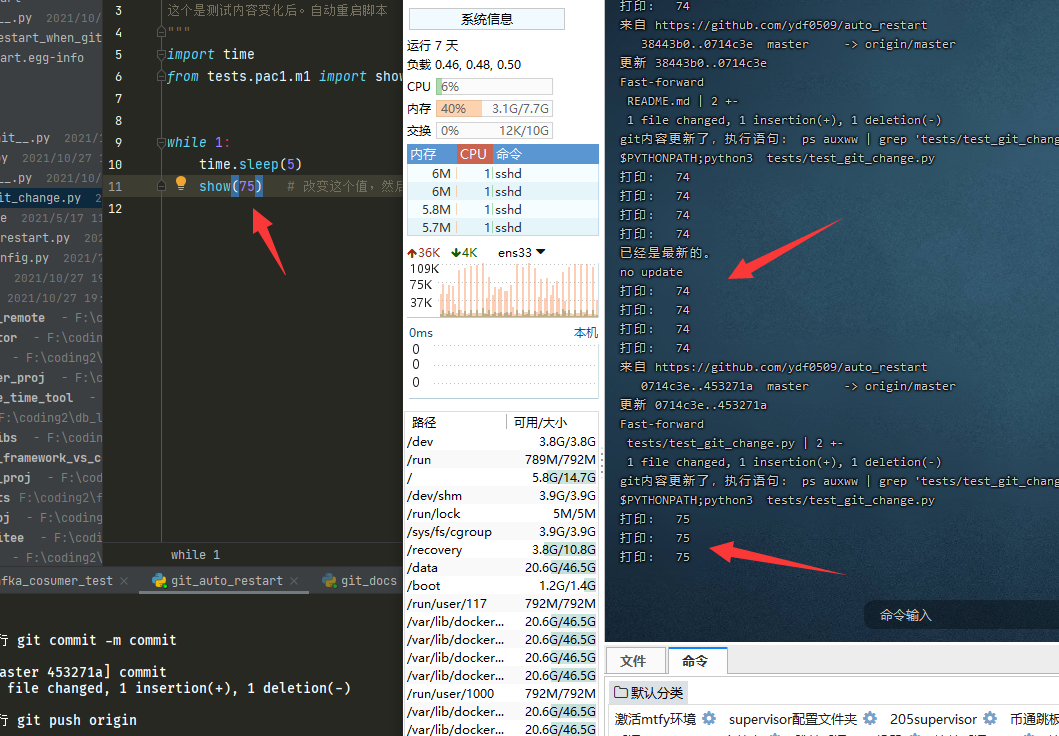 __.py 2021/10/
estart_when_git
art.egg-info
nit__.py 2021/1
y 2021/10/27 1
__.py 2021/10/
it_change.py 2
e 2021/5/17 11
restart.py 202
nfig.py 2021/7
2021/10/27 19
2021/10/27 19:
_remote - F:\c
tor - F:\codin
- F:\coding2\
er_proj - F:\c
e_time_tool -
F:\coding2\db_l
ibs - F:\codin
_framework_vs_c
_proj - F:\cod
ts F:\coding2\f
oj - F:\coding
itee - F:\codin
- F:\coding2\
3 这个是测试内容变化后。自动重启脚本
4 """
5 import time
6 from tests.pac1.m1 import show
7
8
9 while 1:
10 time.sleep(5)
11 show(75) # 改变这个值，然后
12
while 1
fka_cosumer_test ×
git_auto_restart ×
git_docs
行 git commit -m commit
aster 453271a] commit
file changed, 1 insertion(+), 1 deletion(-)
行 git push origin
系统信息
运行 7 天
负载 0.46, 0.48, 0.50
CPU 6%
内存 40% 3.1G/7.7G
交换 0% 12K/10G
内存 CPU 命令
6M 1 sshd
6M 1 sshd
5.8M 1 sshd
5.7M 1 sshd
36K 4K ens33
109K
75K
37K
0ms 本机
0
0
0
路径 可用/大小
/dev 3.8G/3.8G
/run 789M/792M
/ 5.8G/14.7G
/dev/shm 3.9G/3.9G
/run/lock 5M/5M
/sys/fs/cgroup 3.9G/3.9G
/recovery 3.8G/10.8G
/data 20.6G/46.5G
/boot 1.2G/1.4G
/run/user/117 792M/792M
/var/lib/docker... 20.6G/46.5G
/var/lib/docker... 20.6G/46.5G
/var/lib/docker... 20.6G/46.5G
/var/lib/docker... 20.6G/46.5G
/run/user/1000 792M/792M
/var/lib/docker... 20.6G/46.5G
/var/lib/docker... 20.6G/46.5G
打印： 74
来自 https://github.com/ydf0509/auto_restart
38443b0..0714c3e master -> origin/master
更新 38443b0..0714c3e
Fast-forward
README.md | 2 +-
1 file changed, 1 insertion(+), 1 deletion(-)
git内容更新了，执行语句： ps auxww | grep 'tests/test_git_chang
$PYTHONPATH;python3 tests/test_git_change.py
打印： 74
打印： 74
打印： 74
打印： 74
已经是最新的。
no update
打印： 74
打印： 74
打印： 74
打印： 74
来自 https://github.com/ydf0509/auto_restart
0714c3e..453271a master -> origin/master
更新 0714c3e..453271a
Fast-forward
tests/test_git_change.py | 2 +-
1 file changed, 1 insertion(+), 1 deletion(-)
git内容更新了，执行语句： ps auxww | grep 'tests/test_git_chang
$PYTHONPATH;python3 tests/test_git_change.py
打印： 75
打印： 75
打印： 75
命令输入
文件 命令
默认分类
激活mtfy环境 supervisor配置文件夹 205supervisor 币通跳板